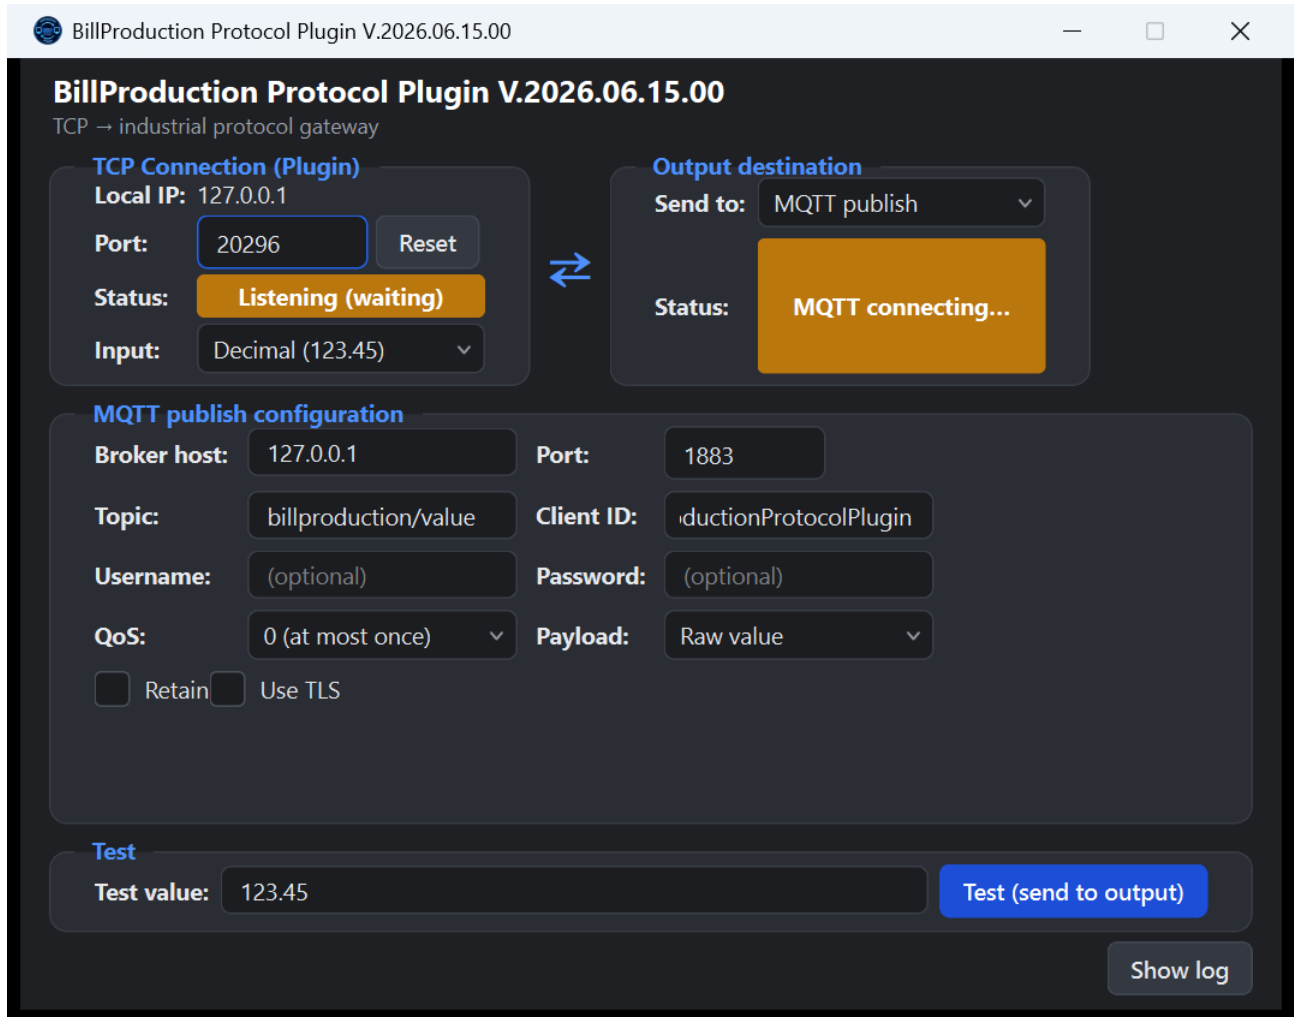 BillProduction Protocol Plugin V.2026.06.15.00
BillProduction Protocol Plugin V.2026.06.15.00
TCP → industrial protocol gateway
TCP Connection (Plugin)
Local IP: 127.0.0.1
Port: 20296 Reset
Status: Listening (waiting)
Input: Decimal (123.45)
Output destination
Send to: MQTT publish
Status: MQTT connecting...
MQTT publish configuration
Broker host: 127.0.0.1 Port: 1883
Topic: billproduction/value Client ID: ductionProtocolPlugin
Username: (optional) Password: (optional)
QoS: 0 (at most once) Payload: Raw value
Retain Use TLS
Test
Test value: 123.45 Test (send to output)
Show log